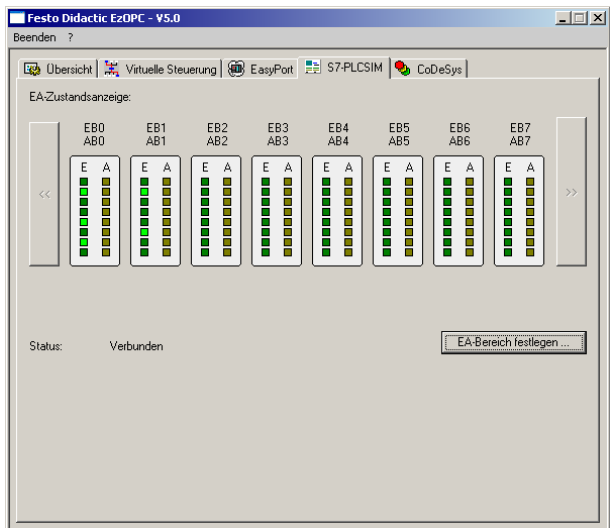 Festo Didactic EzOPC - V5.0
Beenden ?
Übersicht Virtuelle Steuerung EasyPort S7-PLCSIM CoDeSys
EA-Zustandsanzeige:
EB0 EB1 EB2 EB3 EB4 EB5 EB6 EB7
AB0 AB1 AB2 AB3 AB4 AB5 AB6 AB7
E A E A E A E A E A E A E A E A
<< >>
Status: Verbunden EA-Bereich festlegen ...